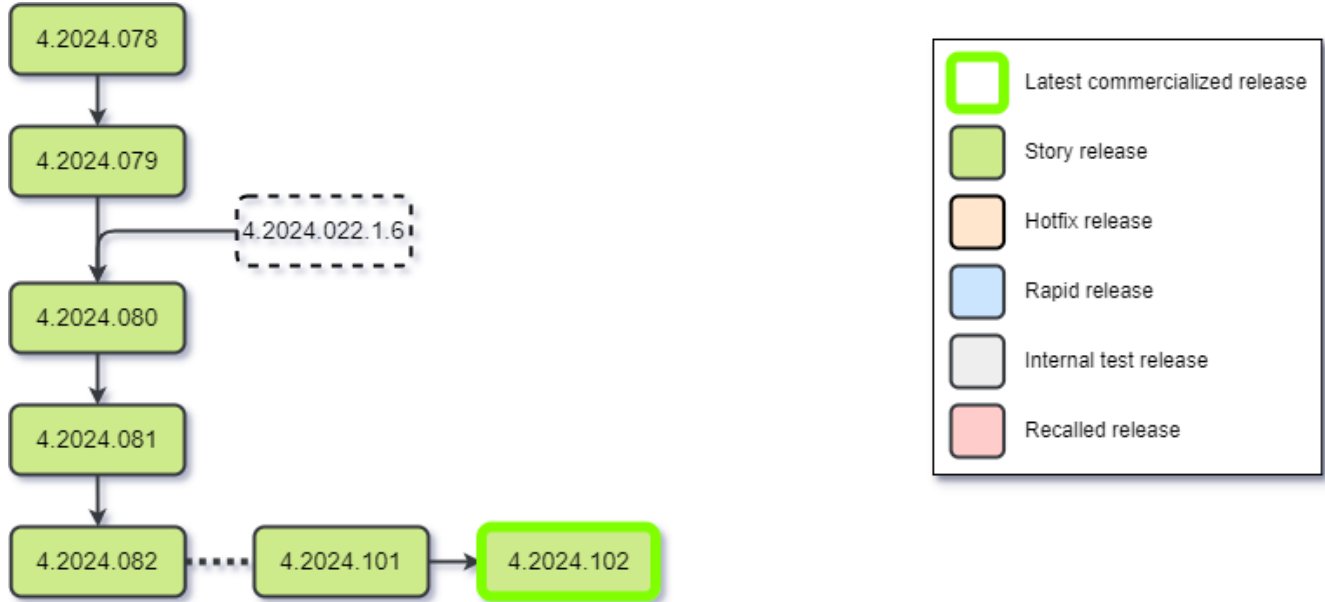 4.2024.078
4.2024.079
4.2024.022.1.6
4.2024.080
4.2024.081
4.2024.082
4.2024.101
4.2024.102
Latest commercialized release
Story release
Hotfix release
Rapid release
Internal test release
Recalled release